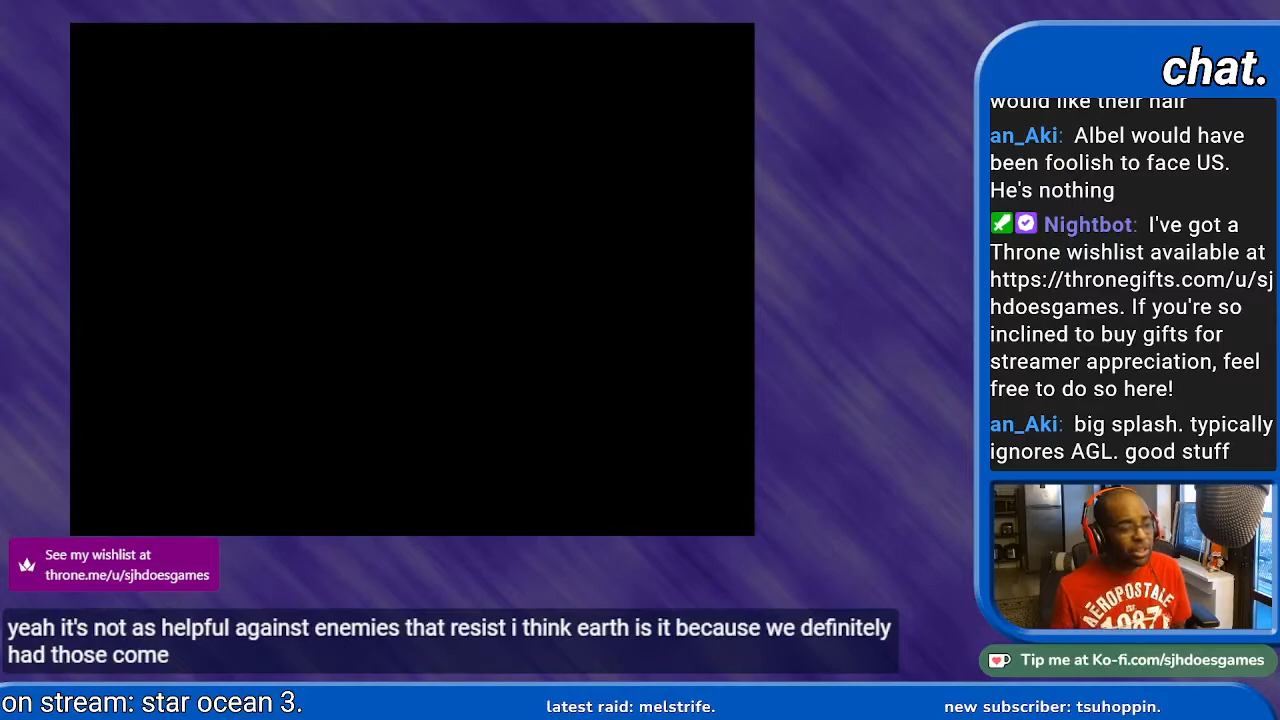 chat.
would like their hair
an_Aki: Albel would have
been foolish to face US.
He's nothing
Nightbot: I've got a
Throne wishlist available at
https://thronegifts.com/u/sj
hdoesgames. If you're so
inclined to buy gifts for
streamer appreciation, feel
free to do so here!
an_Aki: big splash. typically
ignores AGL. good stuff
See my wishlist at
throne.me/u/sjhdoesgames
AÉROPOSTALE
1987
yeah it's not as helpful against enemies that resist i think earth is it because we definitely
had those come
Tip me at Ko-fi.com/sjhdoesgames
on stream: star ocean 3.
latest raid: melstrife.
new subscriber: tsuhoppin.